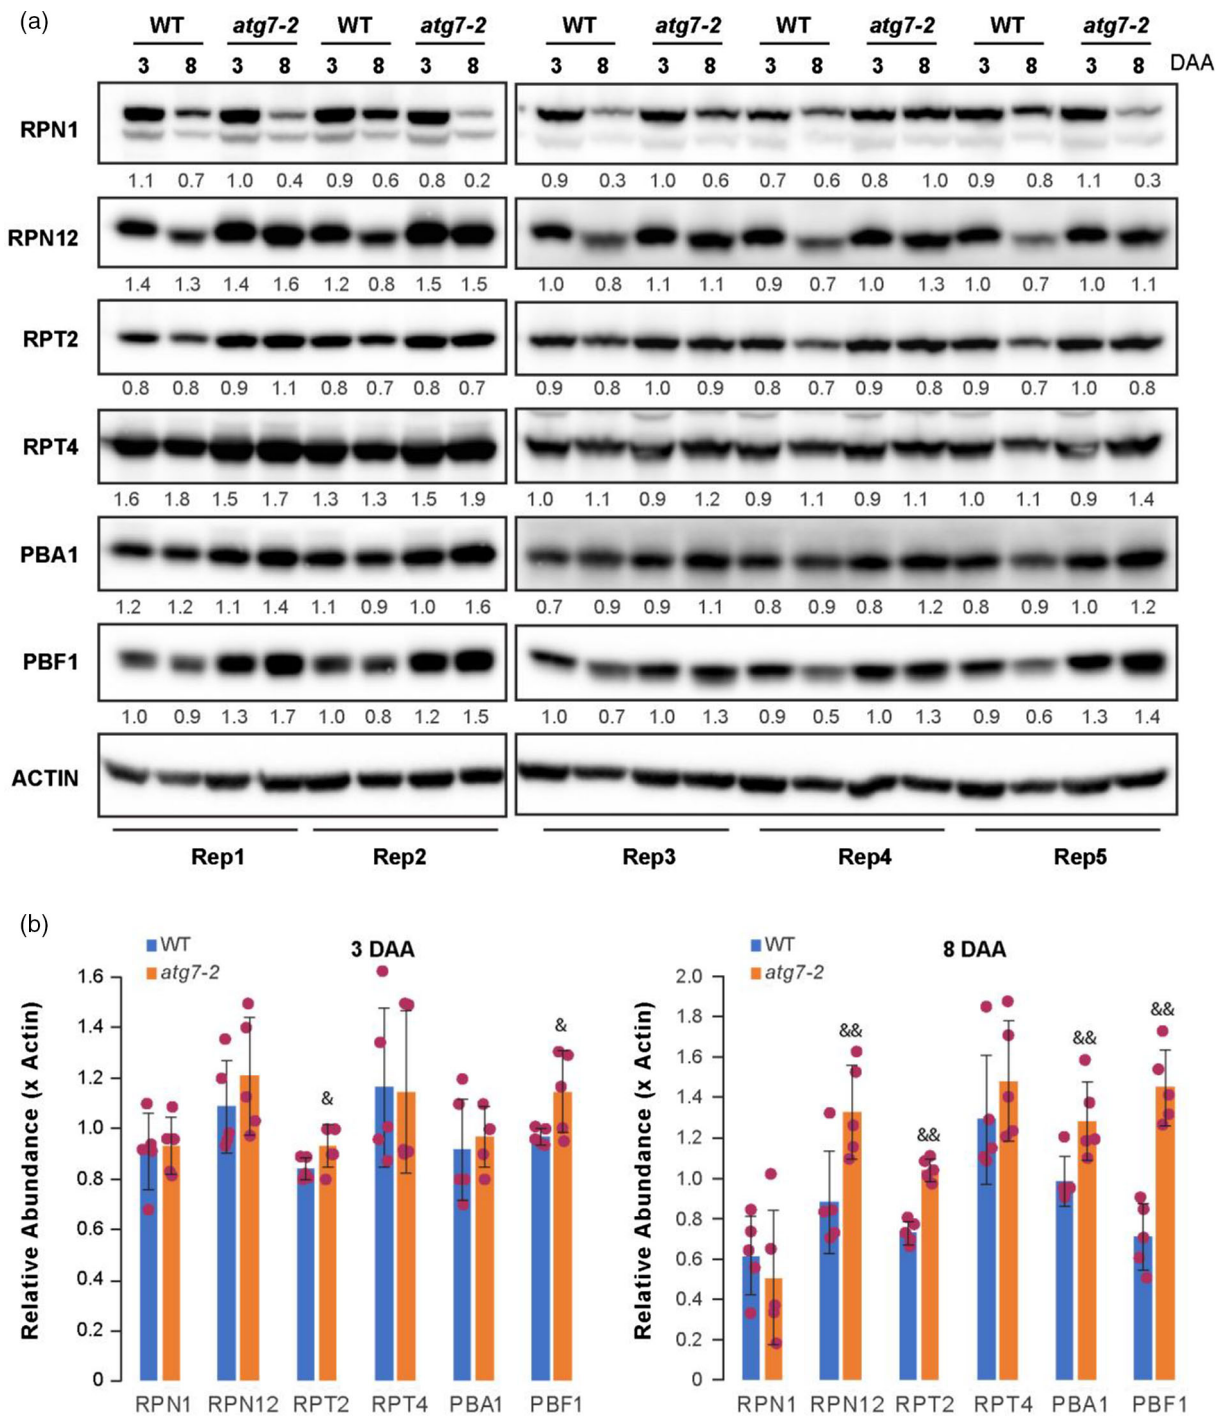 (a)
WT atg7-2 WT atg7-2 WT atg7-2 WT atg7-2 WT atg7-2
3 8 3 8 3 8 3 8 3 8 3 8 3 8 3 8 3 8 3 8 DAA
RPN1
1.1 0.7 1.0 0.4 0.9 0.6 0.8 0.2 0.9 0.3 1.0 0.6 0.7 0.6 0.8 1.0 0.9 0.8 1.1 0.3
RPN12
1.4 1.3 1.4 1.6 1.2 0.8 1.5 1.5 1.0 0.8 1.1 1.1 0.9 0.7 1.0 1.3 1.0 0.7 1.0 1.1
RPT2
0.8 0.8 0.9 1.1 0.8 0.7 0.8 0.7 0.9 0.8 1.0 0.9 0.8 0.7 0.9 0.8 0.9 0.7 1.0 0.8
RPT4
1.6 1.8 1.5 1.7 1.3 1.3 1.5 1.9 1.0 1.1 0.9 1.2 0.9 1.1 0.9 1.1 1.0 1.1 0.9 1.4
PBA1
1.2 1.2 1.1 1.4 1.1 0.9 1.0 1.6 0.7 0.9 0.9 1.1 0.8 0.9 0.8 1.2 0.8 0.9 1.0 1.2
PBF1
1.0 0.9 1.3 1.7 1.0 0.8 1.2 1.5 1.0 0.7 1.0 1.3 0.9 0.5 1.0 1.3 0.9 0.6 1.3 1.4
ACTIN
Rep1 Rep2 Rep3 Rep4 Rep5
(b)
WT
atg7-2
3 DAA
Relative Abundance (x Actin)
1.6
1.4
1.2
1.0
0.8
0.6
0.4
0.2
0
& &
RPN1 RPN12 RPT2 RPT4 PBA1 PBF1
WT
atg7-2
8 DAA
Relative Abundance (x Actin)
2.0
1.8
1.6
1.4
1.2
1.0
0.8
0.6
0.4
0.2
0
&& && && &&
RPN1 RPN12 RPT2 RPT4 PBA1 PBF1